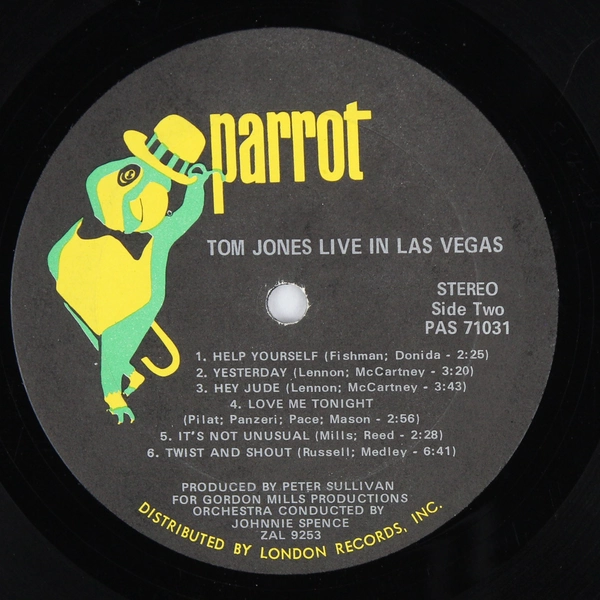 parrot
TOM JONES LIVE IN LAS VEGAS
STEREO
Side Two
PAS 71031
1. HELP YOURSELF (Fishman; Donida - 2:25)
2. YESTERDAY (Lennon; McCartney - 3:20)
3. HEY JUDE (Lennon; McCartney - 3:43)
4. LOVE ME TONIGHT
(Pilat; Panzeri; Pace; Mason - 2:56)
5. IT'S NOT UNUSUAL (Mills; Reed - 2:28)
6. TWIST AND SHOUT (Russell; Medley - 6:41)
PRODUCED BY PETER SULLIVAN
FOR GORDON MILLS PRODUCTIONS
ORCHESTRA CONDUCTED BY
JOHNNIE SPENCE
ZAL 9253
DISTRIBUTED BY LONDON RECORDS, INC.